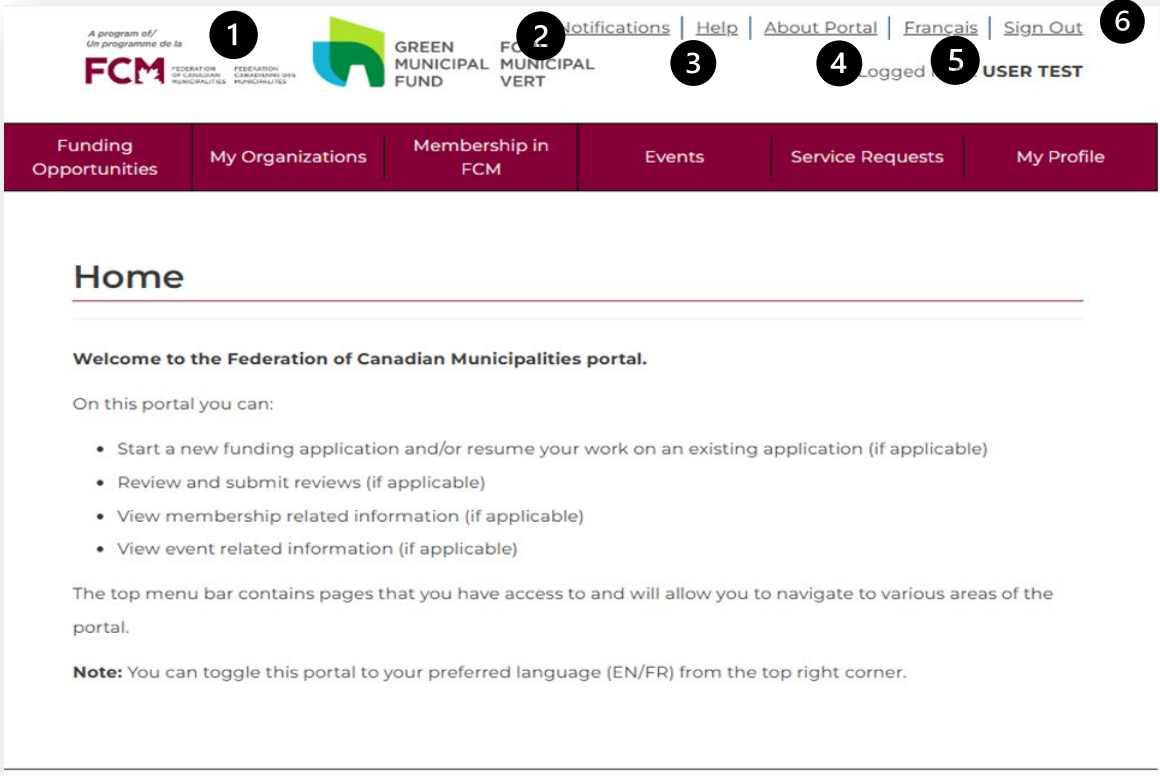 A program of/
Un programme de la
FCM FEDERATION OF CANADIAN MUNICIPALITIES FÉDÉRATION CANADIENNE DES MUNICIPALITÉS
GREEN MUNICIPAL FUND
MUNICIPAL VERT
1
2
3
4
5
6
Notifications | Help | About Portal | Français | Sign Out
Logged USER TEST
Funding Opportunities
My Organizations
Membership in FCM
Events
Service Requests
My Profile
Home
Welcome to the Federation of Canadian Municipalities portal.
On this portal you can:
• Start a new funding application and/or resume your work on an existing application (if applicable)
• Review and submit reviews (if applicable)
• View membership related information (if applicable)
• View event related information (if applicable)
The top menu bar contains pages that you have access to and will allow you to navigate to various areas of the
portal.
Note: You can toggle this portal to your preferred language (EN/FR) from the top right corner.